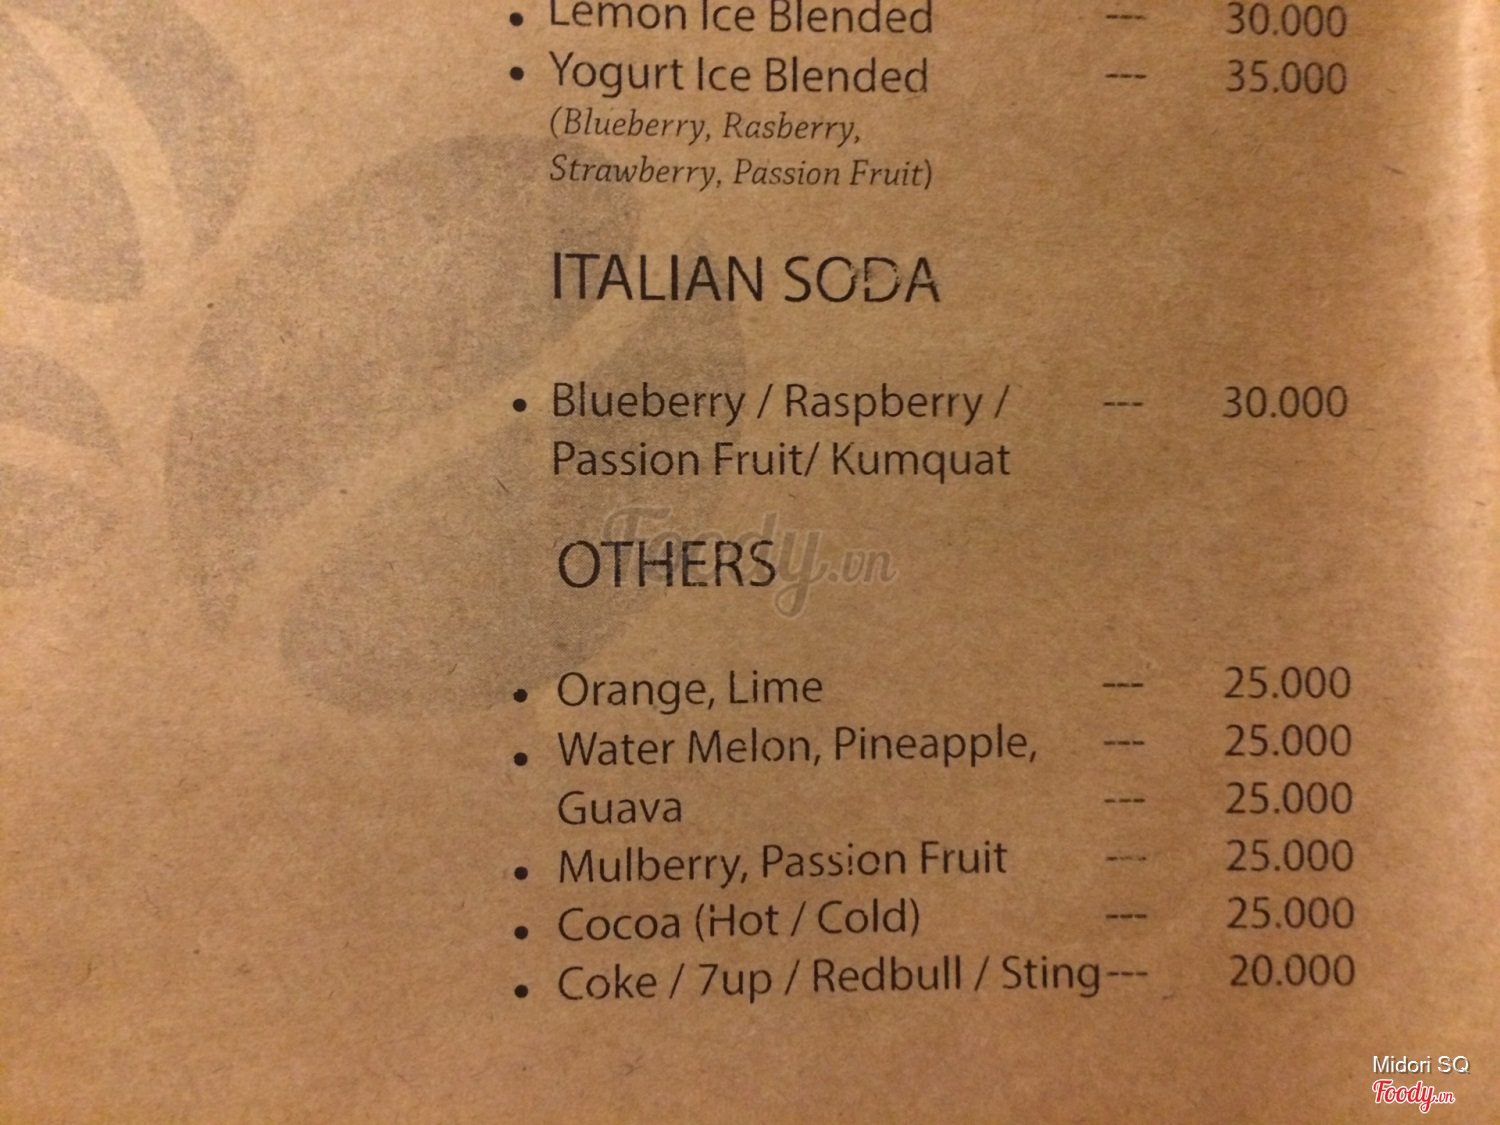 • Lemon Ice Blended --- 30.000
• Yogurt Ice Blended --- 35.000
(Blueberry, Rasberry,
Strawberry, Passion Fruit)
ITALIAN SODA
• Blueberry / Raspberry / --- 30.000
Passion Fruit/ Kumquat
Foody.vn
OTHERS
• Orange, Lime --- 25.000
• Water Melon, Pineapple, --- 25.000
Guava --- 25.000
• Mulberry, Passion Fruit --- 25.000
• Cocoa (Hot / Cold) --- 25.000
• Coke / 7up / Redbull / Sting--- 20.000
Midori SQ
Foody.vn